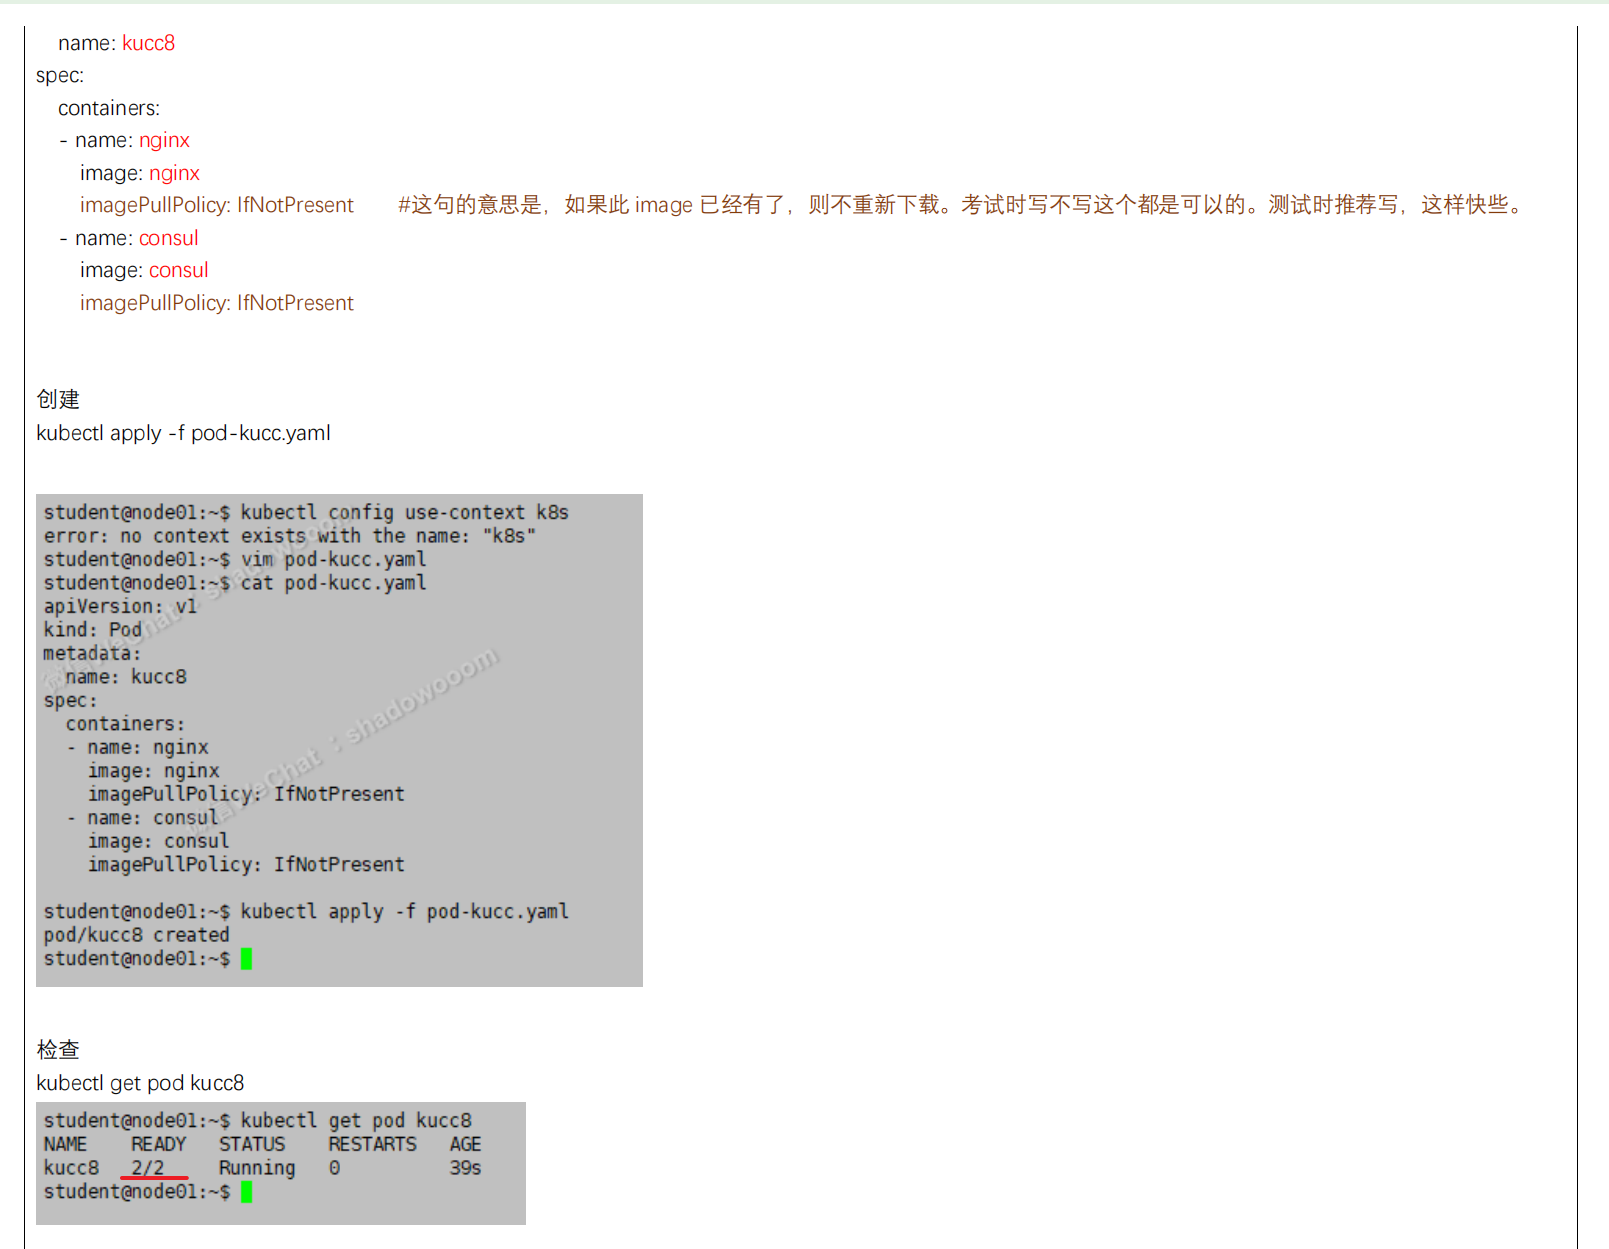 name: kucc8
spec:
containers:
- name: nginx
image: nginx
imagePullPolicy: IfNotPresent #这句的意思是，如果此 image 已经有了，则不重新下载。考试时写不写这个都是可以的。测试时推荐写，这样快些。
- name: consul
image: consul
imagePullPolicy: IfNotPresent
创建
kubectl apply -f pod-kucc.yaml
student@node01:~$ kubectl config use-context k8s
error: no context exists with the name: "k8s"
student@node01:~$ vim pod-kucc.yaml
student@node01:~$ cat pod-kucc.yaml
apiVersion: v1
kind: Pod
metadata:
name: kucc8
spec:
containers:
- name: nginx
image: nginx
imagePullPolicy: IfNotPresent
- name: consul
image: consul
imagePullPolicy: IfNotPresent
student@node01:~$ kubectl apply -f pod-kucc.yaml
pod/kucc8 created
student@node01:~$
WeChat：shadowooom
WeChat：shadowooom
检查
kubectl get pod kucc8
student@node01:~$ kubectl get pod kucc8
NAME READY STATUS RESTARTS AGE
kucc8 2/2 Running 0 39s
student@node01:~$